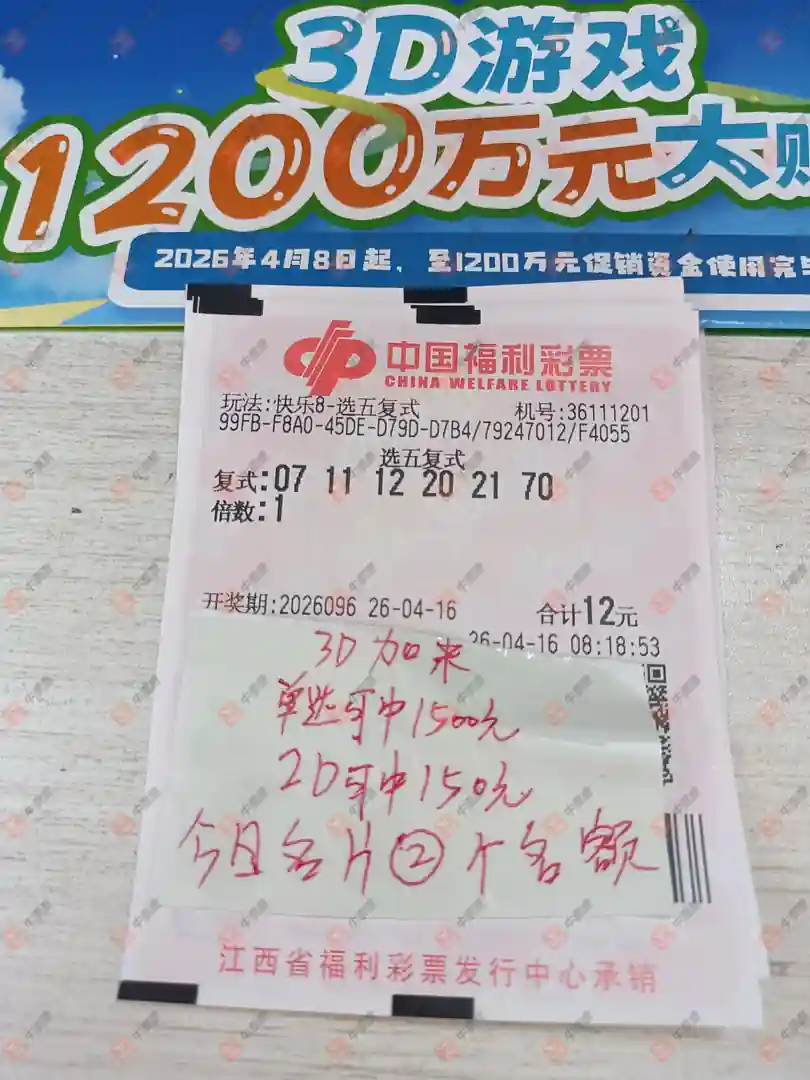 3D游戏
1200万元大
2026年4月8日起，至1200万元促销资金使用完
中国福利彩票
CHINA WELFARE LOTTERY
玩法:快乐8-选五复式 机号:36111201
99FB-F8A0-45DE-D79D-D7B4/79247012/F4055
选五复式
复式:07 11 12 20 21 70
倍数:1
开奖期:2026096 26-04-16 合计12元
26-04-16 08:18:53
3D加来
单选可中1500元
2D可中150元
今日名片②个名额
江西省福利彩票发行中心承销